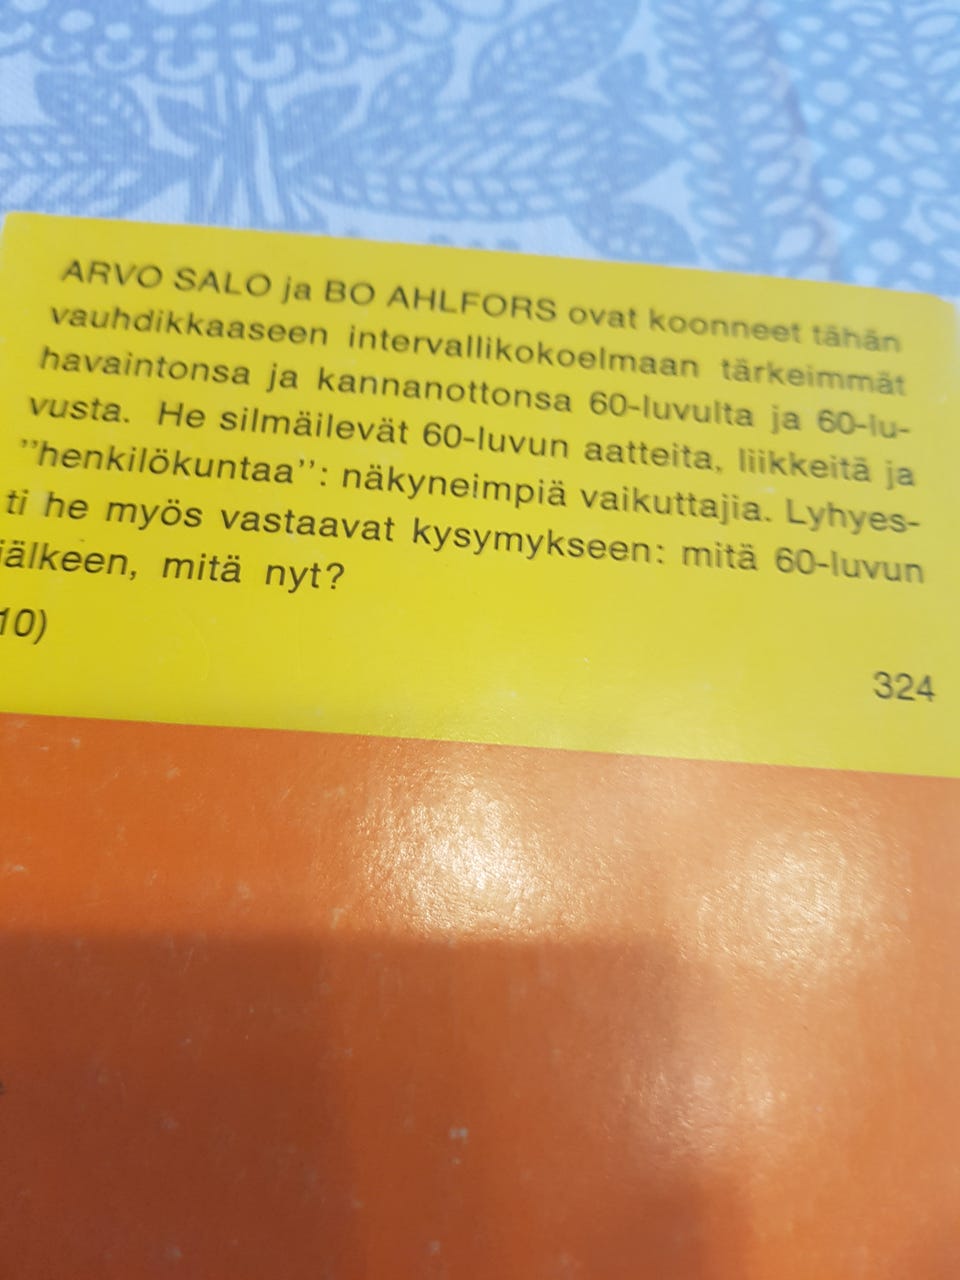 ARVO SALO ja BO AHLFORS ovat koonneet tähän
vauhdikkaaseen intervallikokoelmaan tärkeimmät
havaintonsa ja kannanottonsa 60-luvulta ja 60-lu-
vusta. He silmäilevät 60-luvun aatteita, liikkeitä ja
"henkilökuntaa": näkyneimpiä vaikuttajia. Lyhyes-
ti he myös vastaavat kysymykseen: mitä 60-luvun
jälkeen, mitä nyt?
10)
324